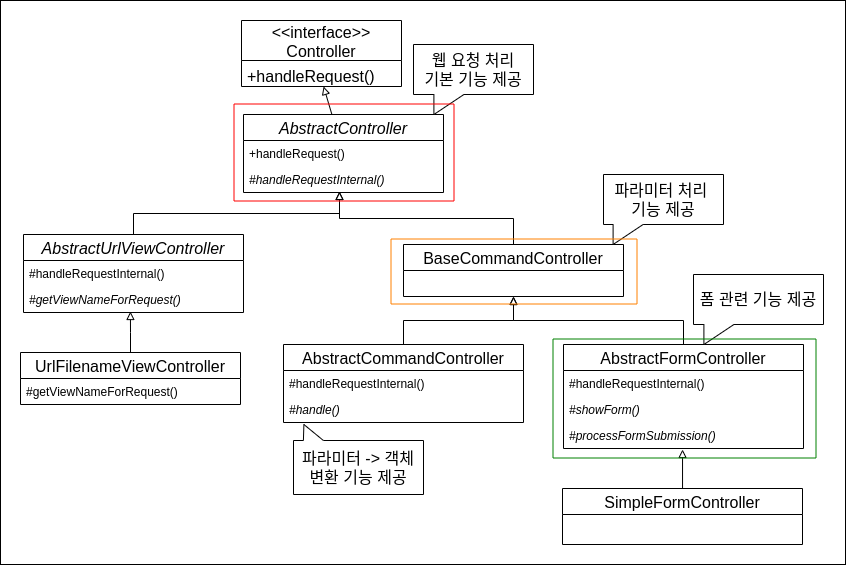 <<interface>>
Controller
+handleRequest()
웹 요청 처리
기본 기능 제공
AbstractController
+handleRequest()
#handleRequestInternal()
파라미터 처리
기능 제공
AbstractUrlViewController
#handleRequestInternal()
#getViewNameForRequest()
BaseCommandController
폼 관련 기능 제공
UrlFilenameViewController
#getViewNameForRequest()
AbstractCommandController
#handleRequestInternal()
#handle()
AbstractFormController
#handleRequestInternal()
#showForm()
#processFormSubmission()
파라미터 -> 객체
변환 기능 제공
SimpleFormController